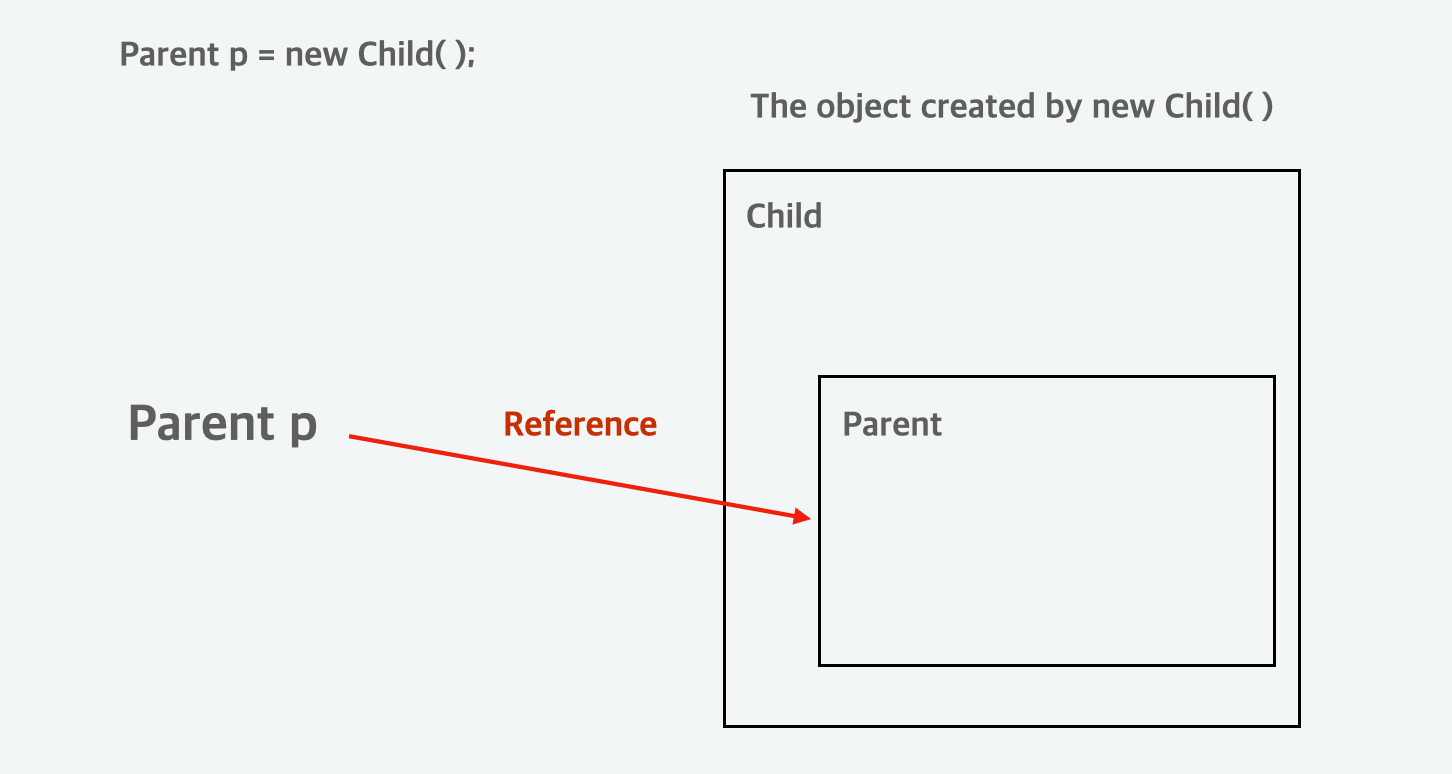 Parent p = new Child( );
The object created by new Child( )
Child
Parent p
Reference
Parent